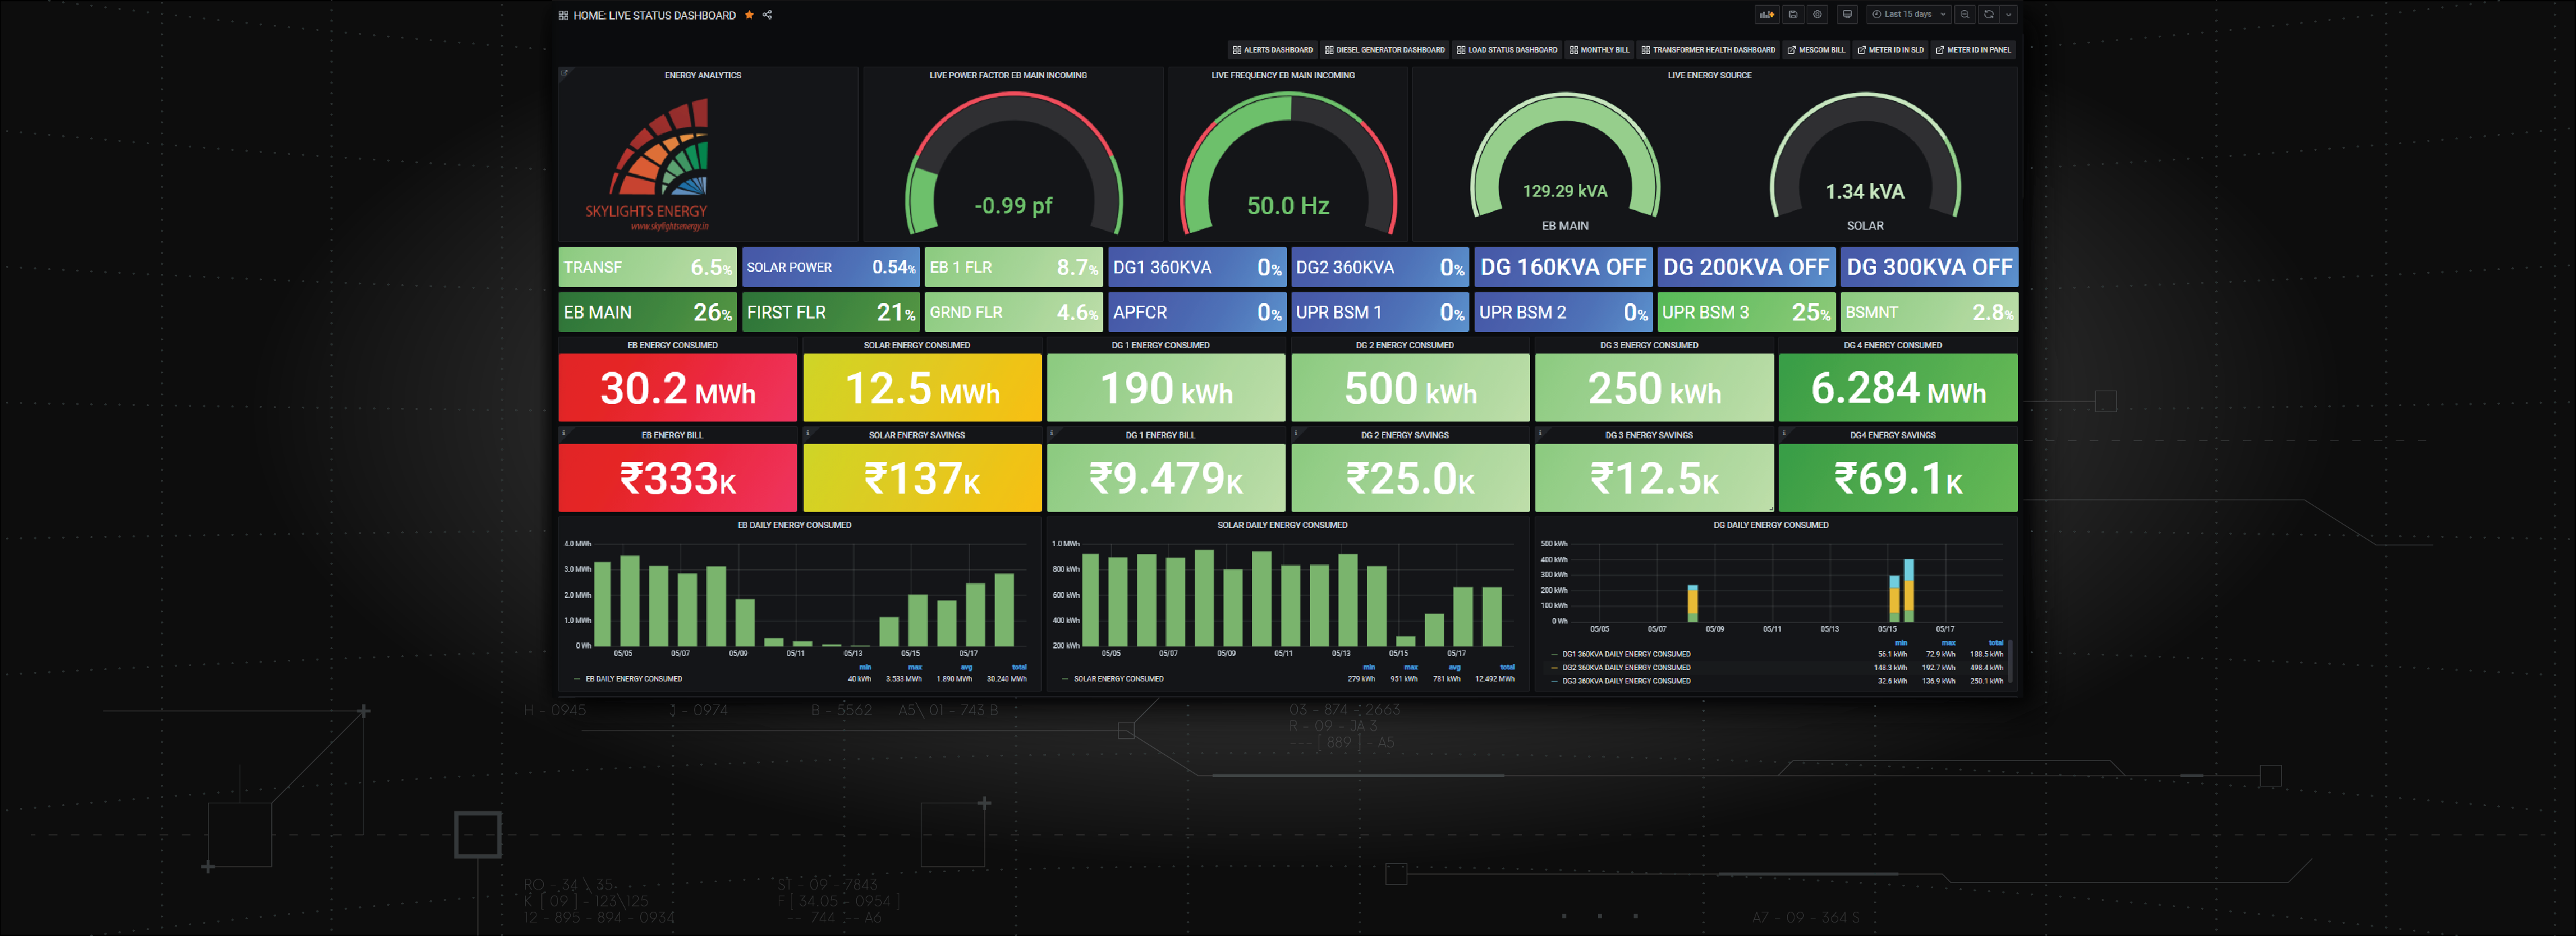 HOME: LIVE STATUS DASHBOARD
Last 15 days
ALERTS DASHBOARD
DIESEL GENERATOR DASHBOARD
LOAD STATUS DASHBOARD
MONTHLY BILL
TRANSFORMER HEALTH DASHBOARD
MESCOM BILL
METER ID IN SLD
METER ID IN PANEL
ENERGY ANALYTICS
SKYLIGHTS ENERGY
www.skylightsenergy.in
LIVE POWER FACTOR EB MAIN INCOMING
-0.99 pf
LIVE FREQUENCY EB MAIN INCOMING
50.0 Hz
LIVE ENERGY SOURCE
129.29 kVA
EB MAIN
1.34 kVA
SOLAR
TRANSF 6.5%
SOLAR POWER 0.54%
EB 1 FLR 8.7%
DG1 360KVA 0%
DG2 360KVA 0%
DG 160KVA OFF
DG 200KVA OFF
DG 300KVA OFF
EB MAIN 26%
FIRST FLR 21%
GRND FLR 4.6%
APFCR 0%
UPR BSM 1 0%
UPR BSM 2 0%
UPR BSM 3 25%
BSMNT 2.8%
EB ENERGY CONSUMED
30.2 MWh
SOLAR ENERGY CONSUMED
12.5 MWh
DG 1 ENERGY CONSUMED
190 kWh
DG 2 ENERGY CONSUMED
500 kWh
DG 3 ENERGY CONSUMED
250 kWh
DG 4 ENERGY CONSUMED
6.284 MWh
EB ENERGY BILL
₹333K
SOLAR ENERGY SAVINGS
₹137K
DG 1 ENERGY BILL
₹9.479K
DG 2 ENERGY SAVINGS
₹25.0K
DG 3 ENERGY SAVINGS
₹12.5K
DG4 ENERGY SAVINGS
₹69.1K
EB DAILY ENERGY CONSUMED
4.0 MWh
3.0 MWh
2.0 MWh
1.0 MWh
0 Wh
05/05 05/07 05/09 05/11 05/13 05/15 05/17
min max avg total
EB DAILY ENERGY CONSUMED 40 kWh 3.533 MWh 1.890 MWh 30.240 MWh
SOLAR DAILY ENERGY CONSUMED
1.0 MWh
800 kWh
600 kWh
400 kWh
200 kWh
05/05 05/07 05/09 05/11 05/13 05/15 05/17
min max avg total
SOLAR ENERGY CONSUMED 279 kWh 951 kWh 781 kWh 12.492 MWh
DG DAILY ENERGY CONSUMED
500 kWh
400 kWh
300 kWh
200 kWh
100 kWh
0 Wh
05/05 05/07 05/09 05/11 05/13 05/15 05/17
min max total
DG1 360KVA DAILY ENERGY CONSUMED 56.1 kWh 72.9 kWh 188.5 kWh
DG2 360KVA DAILY ENERGY CONSUMED 148.3 kWh 192.7 kWh 498.4 kWh
DG3 360KVA DAILY ENERGY CONSUMED 32.6 kWh 136.9 kWh 250.1 kWh
H - 0945
J - 0974
B - 5562
A5\ 01 - 743 B
03 - 874 - 2663
R - 09 - JA 3
--- [ 889 ] - A5
RO - 34 \ 35
K [ 09 ] - 123\125
12 - 895 - 894 - 0934
ST - 09 - 7843
F [ 34.05 - 0954 ]
-- 744 -- A6
A7 - 09 - 364 S